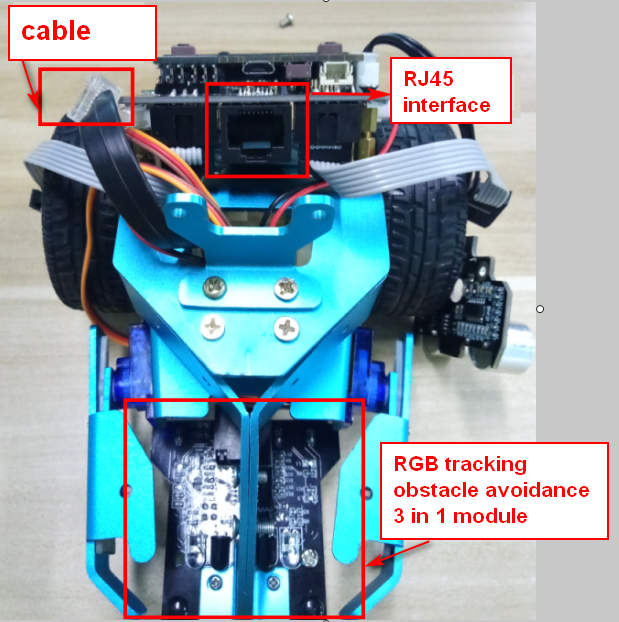 cable
RJ45
interface
RGB tracking
obstacle avoidance
3 in 1 module